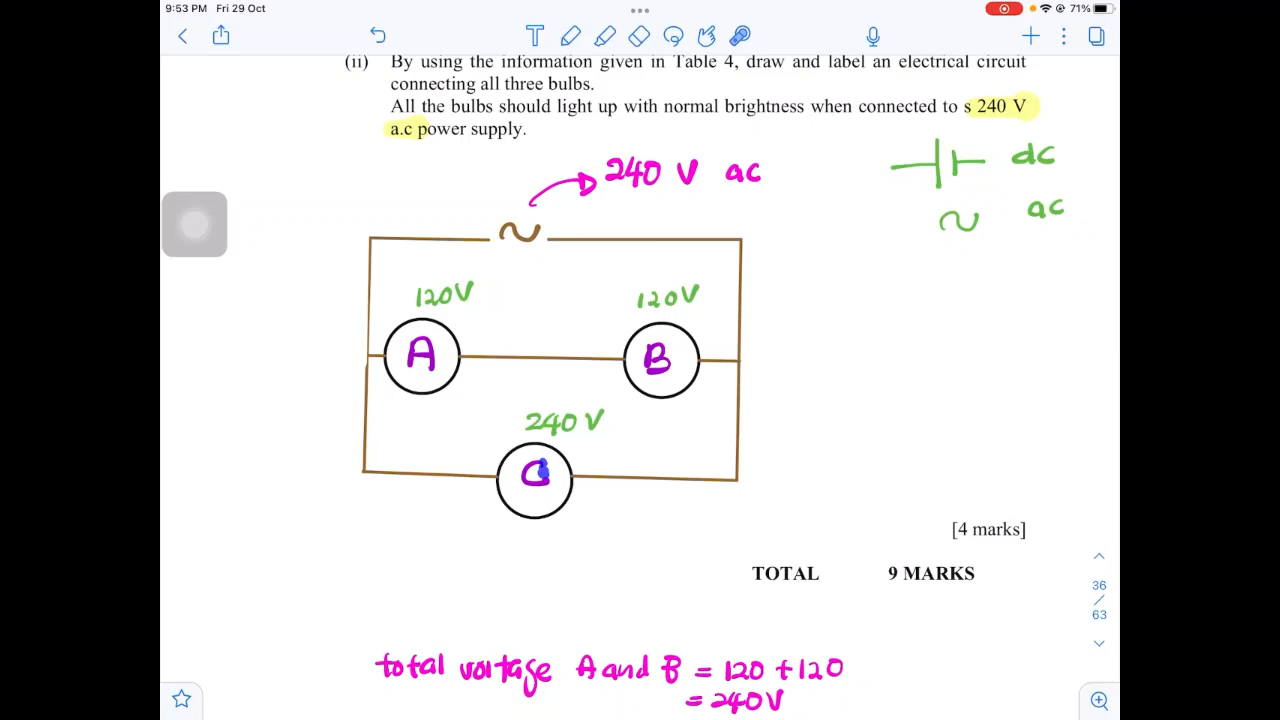 9:53 PM Fri 29 Oct
71%
T
(ii) By using the information given in Table 4, draw and label an electrical circuit
connecting all three bulbs.
All the bulbs should light up with normal brightness when connected to s 240 V
a.c power supply.
240 V ac
dc
ac
120V 120V
A B
240 V
C
[4 marks]
TOTAL 9 MARKS
36
/
63
total voltage A and B = 120 + 120
= 240V